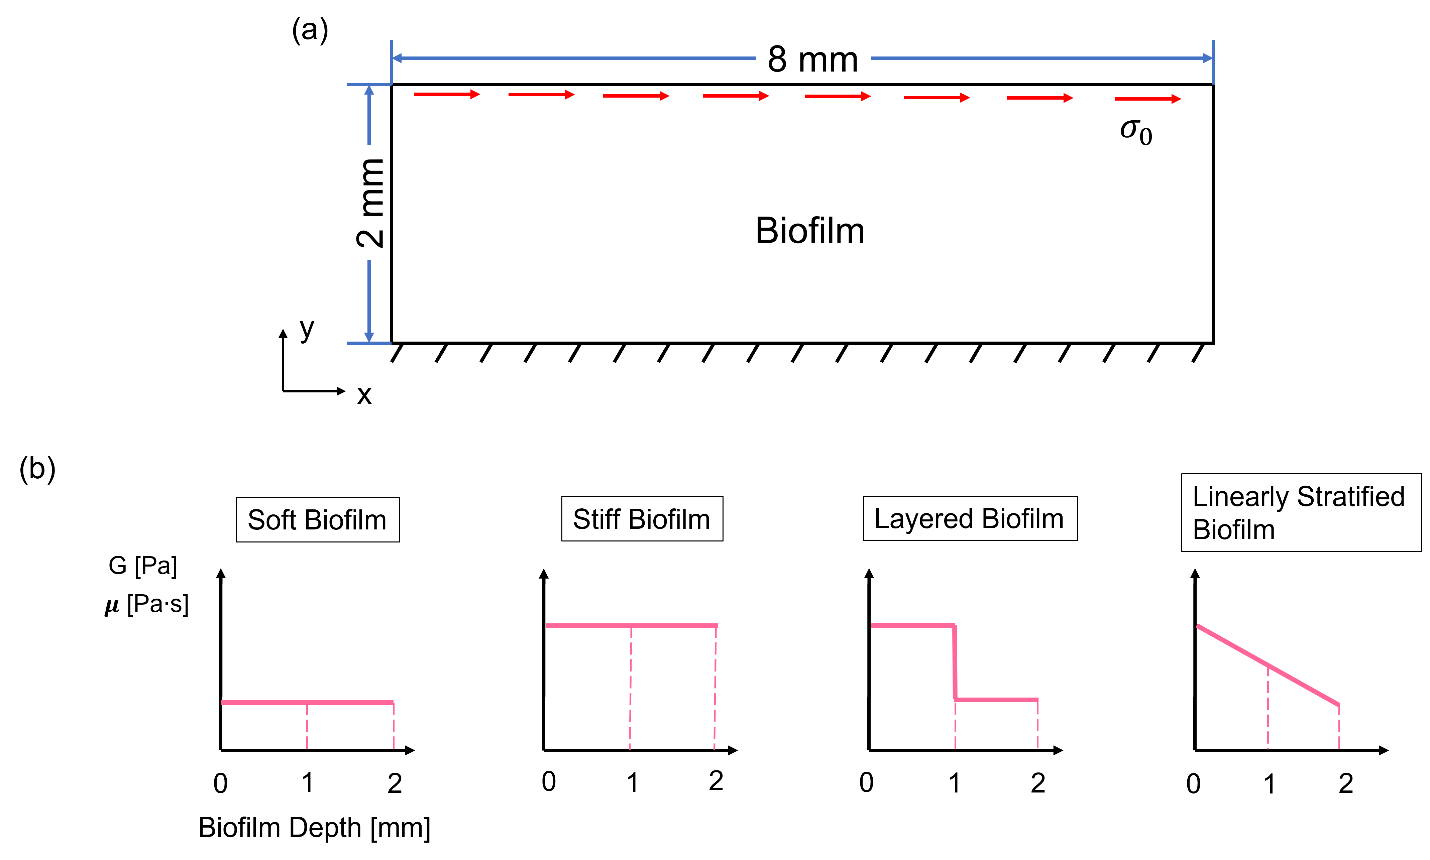 (a)
8 mm
σ₀
2 mm
Biofilm
y
x
(b)
Soft Biofilm
Stiff Biofilm
Layered Biofilm
Linearly Stratified
Biofilm
G [Pa]
μ [Pa·s]
0 1 2
0 1 2
0 1 2
0 1 2
Biofilm Depth [mm]